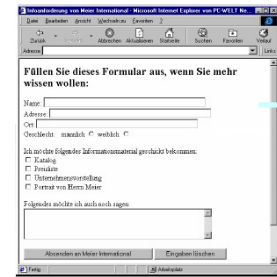 Infoanforderung von Meier International - Microsoft Internet Explorer von PC-WELT Ne...
Datei Bearbeiten Ansicht Wechseln zu Favoriten ?
Zurück Abbrechen Aktualisieren Startseite Suchen Favoriten Verlauf
Adresse Links
Füllen Sie dieses Formular aus, wenn Sie mehr
wissen wollen:
Name:
Adresse:
Ort
Geschlecht: männlich weiblich
Ich möchte folgendes Informationsmaterial geschickt bekommen:
Katalog
Preisliste
Unternehmensvorstellung
Portrait von Herrn Meier
Folgendes möchte ich auch noch sagen
Absenden an Meier International Eingaben löschen
Fertig Arbeitsplatz